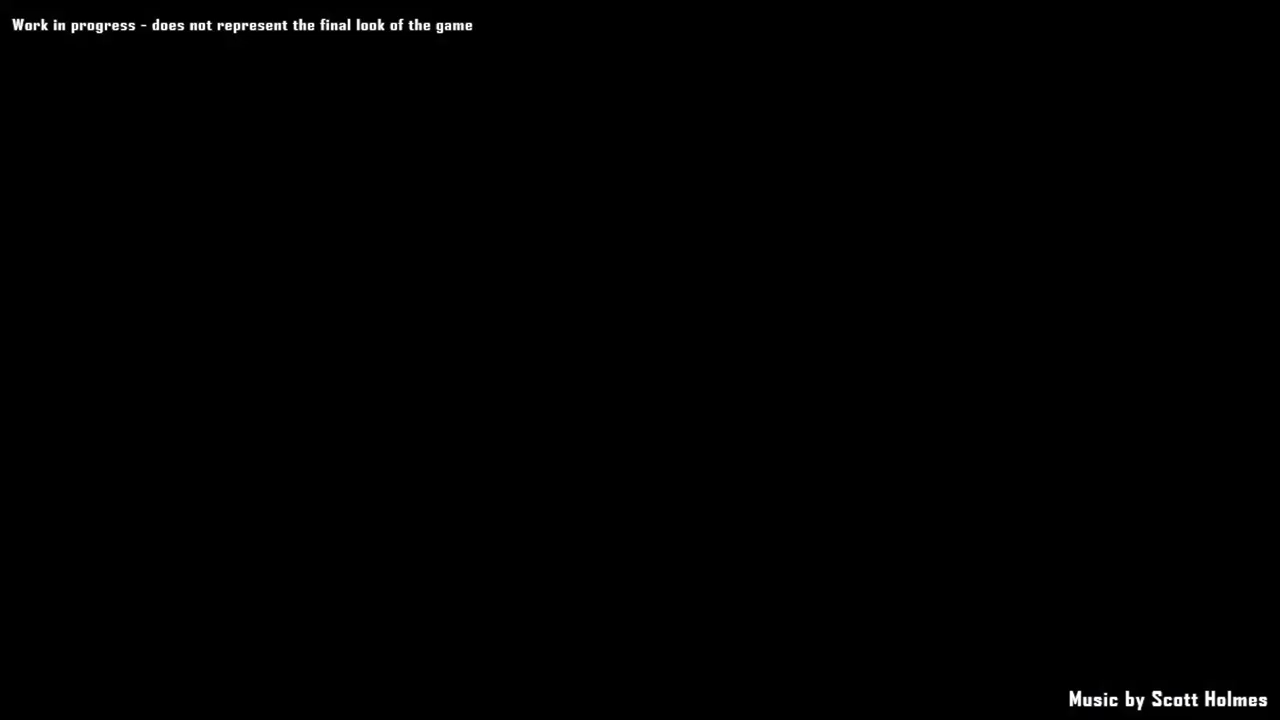 Work in progress - does not represent the final look of the game
Music by Scott Holmes